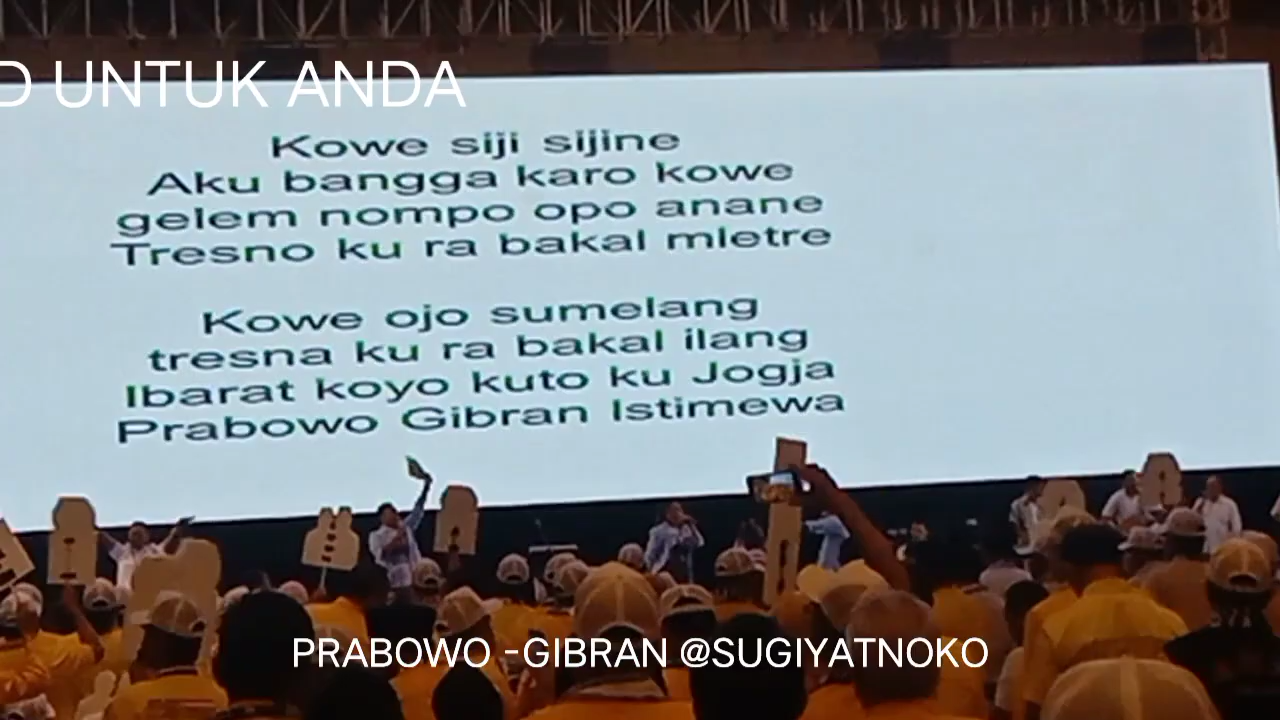 D UNTUK ANDA
Kowe siji sijine
Aku bangga karo kowe
gelem nompo opo anane
Tresno ku ra bakal mletre
Kowe ojo sumelang
tresna ku ra bakal ilang
Ibarat koyo kuto ku Jogja
Prabowo Gibran Istimewa
PRABOWO -GIBRAN @SUGIYATNOKO